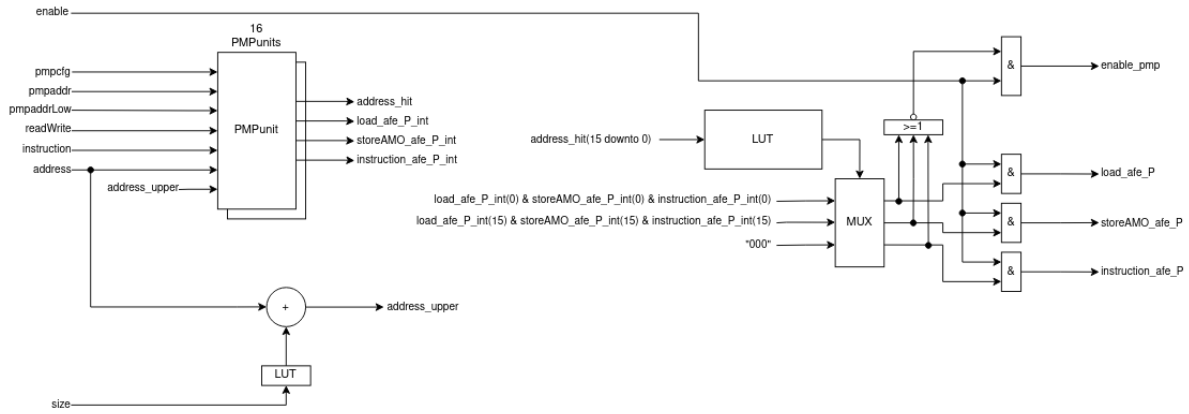 enable
16
PMPunits
pmpcfg
pmpaddr
pmpaddrLow
readWrite
instruction
address
address_upper
PMPunit
address_hit
load_afe_P_int
storeAMO_afe_P_int
instruction_afe_P_int
address_hit(15 downto 0)
LUT
load_afe_P_int(0) & storeAMO_afe_P_int(0) & instruction_afe_P_int(0)
load_afe_P_int(15) & storeAMO_afe_P_int(15) & instruction_afe_P_int(15)
"000"
MUX
>=1
&
enable_pmp
&
load_afe_P
&
storeAMO_afe_P
&
instruction_afe_P
+
address_upper
LUT
size